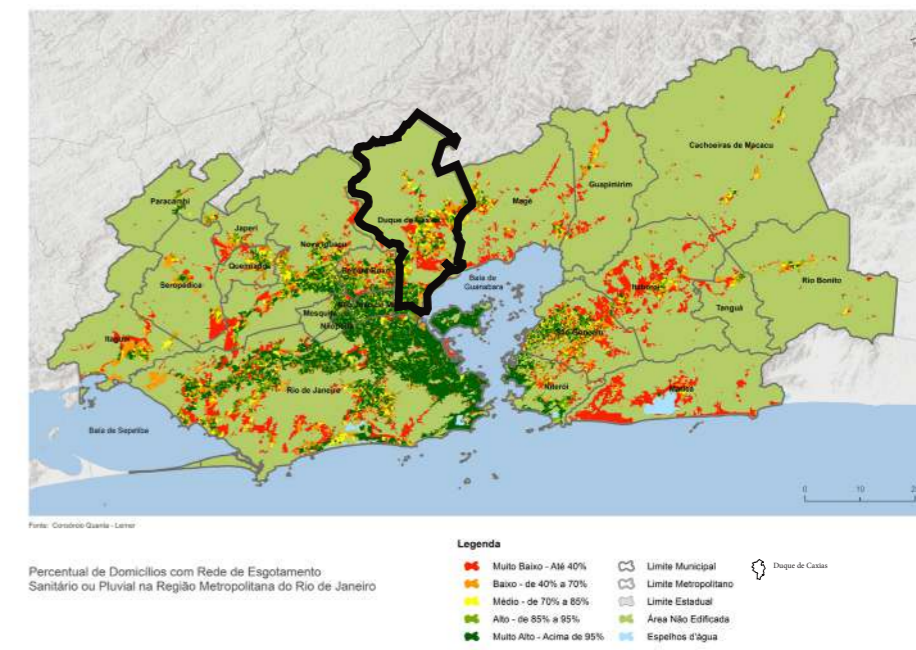 Cachoeiras de Macacu
Guapimirim
Paracambi
Magé
Duque de Caxias
Japeri
Nova Iguaçu
Queimados
Baía de
Guanabara
Rio Bonito
Seropédica
Itaboraí
Tanguá
Mesquita
Nilópolis
São Gonçalo
Itaguaí
Niterói
Maricá
Rio de Janeiro
Baía de Sepetiba
0 10
Fonte: Consórcio Quanta - Lerner
Legenda
Percentual de Domicílios com Rede de Esgotamento
Sanitário ou Pluvial na Região Metropolitana do Rio de Janeiro
Muito Baixo - Até 40%
Baixo - de 40% a 70%
Médio - de 70% a 85%
Alto - de 85% a 95%
Muito Alto - Acima de 95%
Limite Municipal
Limite Metropolitano
Limite Estadual
Área Não Edificada
Espelhos d'água
Duque de Caxias